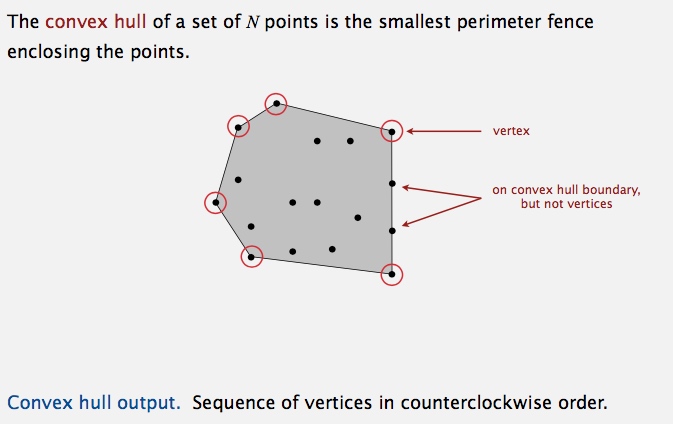 The convex hull of a set of N points is the smallest perimeter fence
enclosing the points.
vertex
on convex hull boundary,
but not vertices
Convex hull output. Sequence of vertices in counterclockwise order.